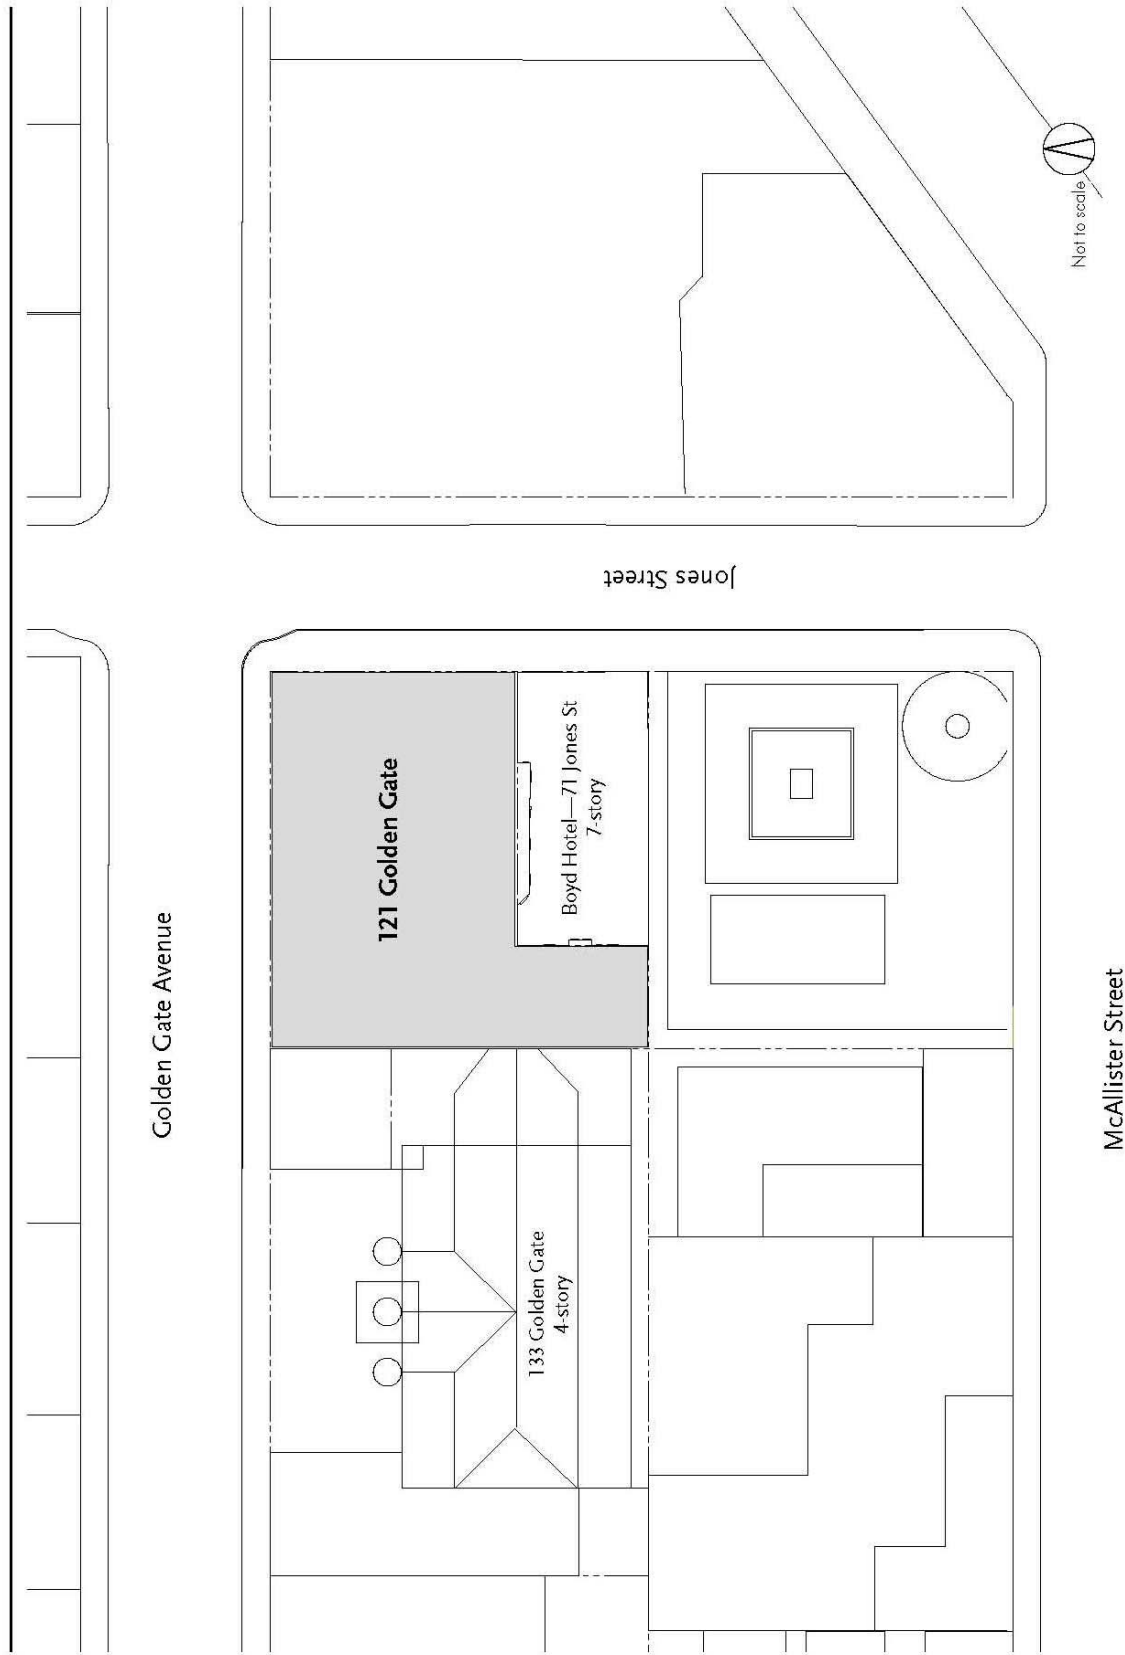 Golden Gate Avenue
121 Golden Gate
Boyd Hotel—71 Jones St
7-story
133 Golden Gate
4-story
Jones Street
McAllister Street
Not to scale